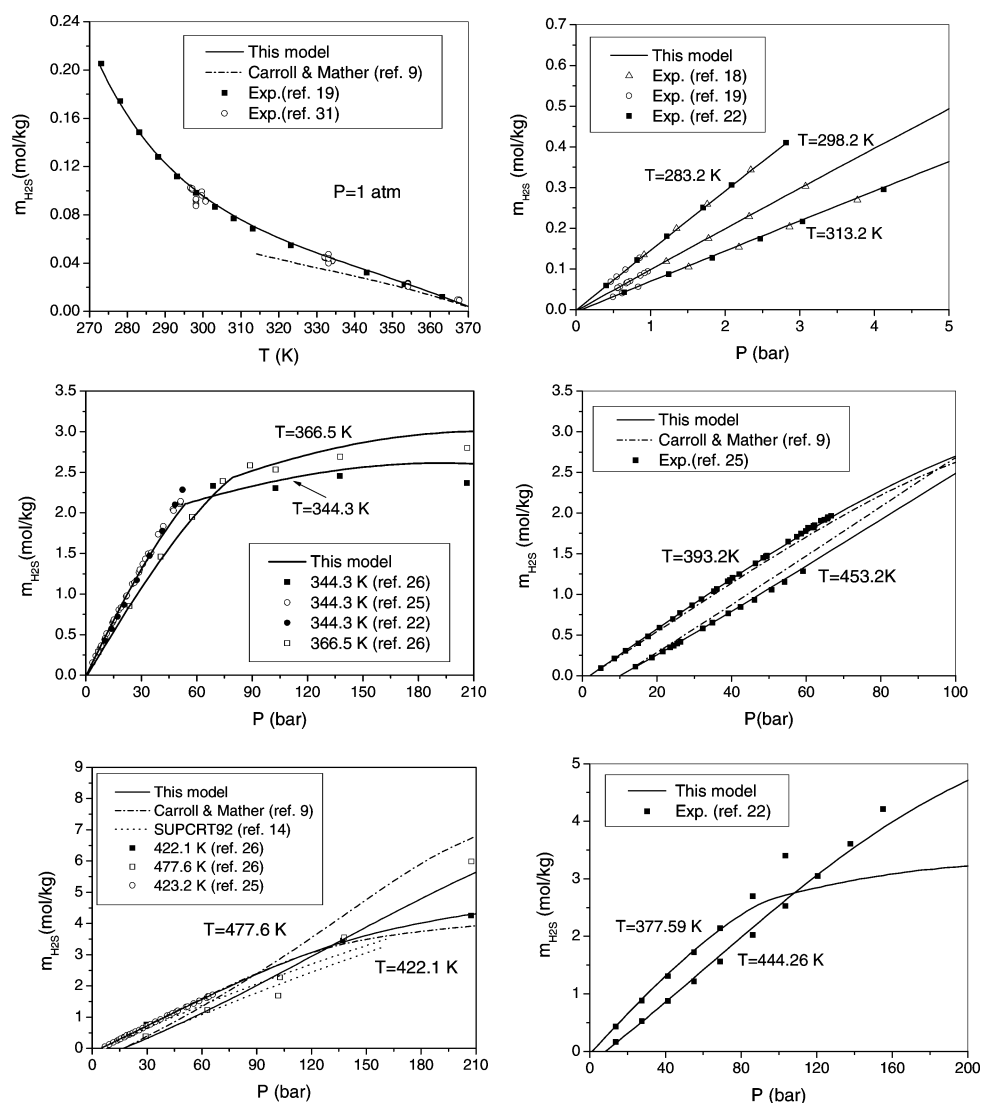 0.24
0.20
0.16
0.12
0.08
0.04
0.00
m_H2S(mol/kg)
This model
Carroll & Mather (ref. 9)
Exp.(ref. 19)
Exp.(ref. 31)
P=1 atm
270 280 290 300 310 320 330 340 350 360 370
T (K)
0.7
0.6
0.5
0.4
0.3
0.2
0.1
0.0
m_H2S(mol/kg)
This model
Exp. (ref. 18)
Exp. (ref. 19)
Exp. (ref. 22)
T=298.2 K
T=283.2 K
T=313.2 K
0 1 2 3 4 5
P (bar)
3.5
3.0
2.5
2.0
1.5
1.0
0.5
0.0
m_H2S(mol/kg)
T=366.5 K
T=344.3 K
This model
344.3 K (ref. 26)
344.3 K (ref. 25)
344.3 K (ref. 22)
366.5 K (ref. 26)
0 30 60 90 120 150 180 210
P (bar)
3.5
3.0
2.5
2.0
1.5
1.0
0.5
0.0
m_H2S(mol/kg)
This model
Carroll & Mather (ref. 9)
Exp.(ref. 25)
T=393.2K
T=453.2K
0 20 40 60 80 100
P(bar)
9
8
7
6
5
4
3
2
1
0
m_H2S(mol/kg)
This model
Carroll & Mather (ref. 9)
SUPCRT92 (ref. 14)
422.1 K (ref. 26)
477.6 K (ref. 26)
423.2 K (ref. 25)
T=477.6 K
T=422.1 K
0 30 60 90 120 150 180 210
P (bar)
5
4
3
2
1
0
m_H2S (mol/kg)
This model
Exp. (ref. 22)
T=377.59 K
T=444.26 K
0 40 80 120 160 200
P (bar)